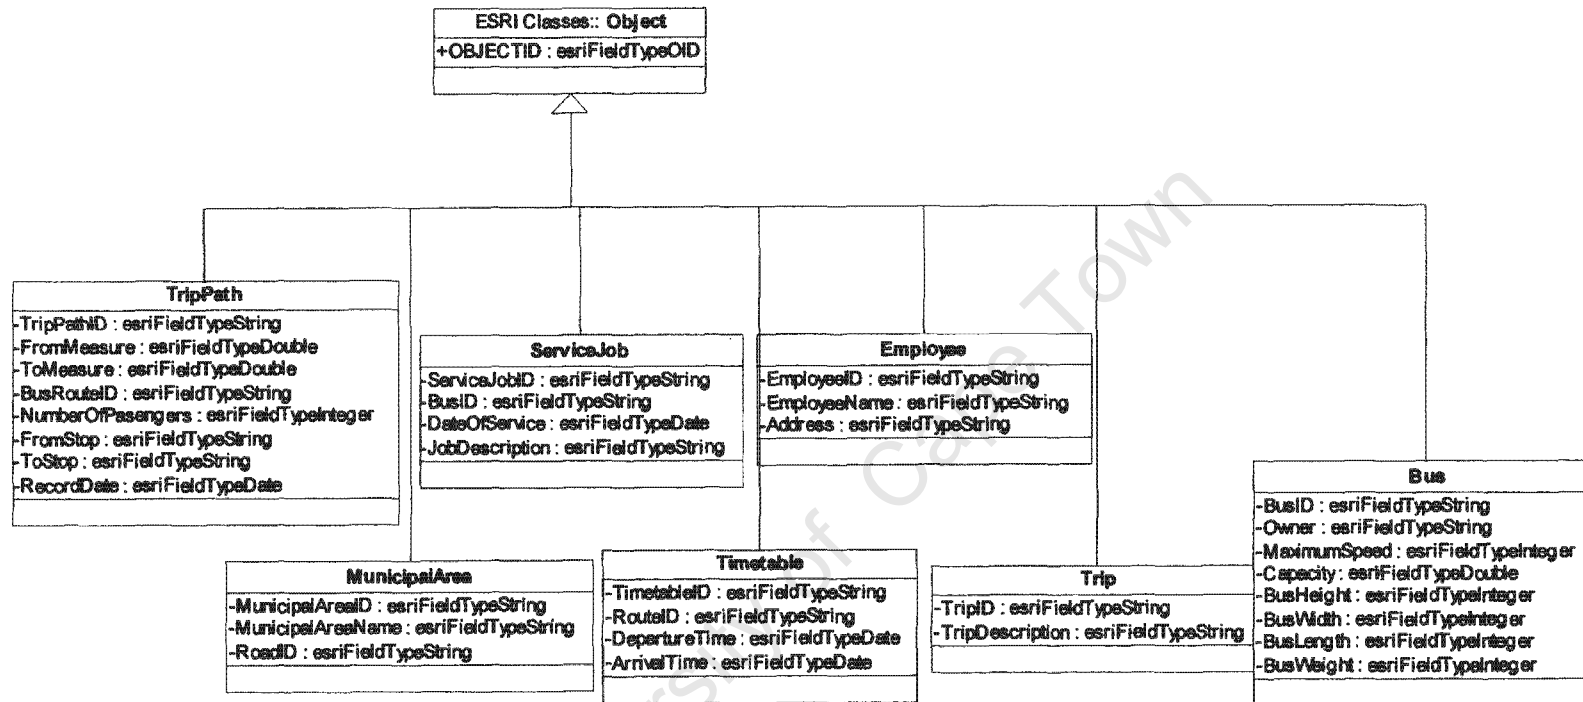 ESRI Classes:: Object
+OBJECTID : esriFieldTypeOID
TripPath
-TripPathID : esriFieldTypeString
-FromMeasure : esriFieldTypeDouble
-ToMeasure : esriFieldTypeDouble
-BusRouteID : esriFieldTypeString
-NumberOfPasengers : esriFieldTypeInteger
-FromStop : esriFieldTypeString
-ToStop : esriFieldTypeString
-RecordDate : esriFieldTypeDate
ServiceJob
-ServiceJobID : esriFieldTypeString
-BusID : esriFieldTypeString
-DateOfService : esriFieldTypeDate
-JobDescription : esriFieldTypeString
Employee
-EmployeeID : esriFieldTypeString
-EmployeeName : esriFieldTypeString
-Address : esriFieldTypeString
Bus
-BusID : esriFieldTypeString
-Owner : esriFieldTypeString
-MaximumSpeed : esriFieldTypeInteger
-Capacity : esriFieldTypeDouble
-BusHeight : esriFieldTypeInteger
-BusWidth : esriFieldTypeInteger
-BusLength : esriFieldTypeInteger
-BusWeight : esriFieldTypeInteger
MunicipalArea
-MunicipalAreaID : esriFieldTypeString
-MunicipalAreaName : esriFieldTypeString
-RoadID : esriFieldTypeString
Timetable
-TimetableID : esriFieldTypeString
-RouteID : esriFieldTypeString
-DepartureTime : esriFieldTypeDate
-ArrivalTime : esriFieldTypeDate
Trip
-TripID : esriFieldTypeString
-TripDescription : esriFieldTypeString
rsity of Cape Town